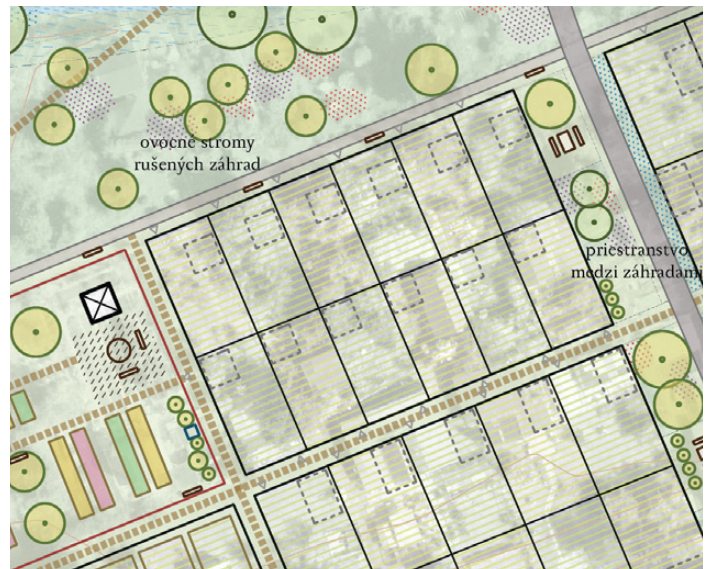 ovocné stromy
rušených záhrad
priestranstvo
medzi záhradami